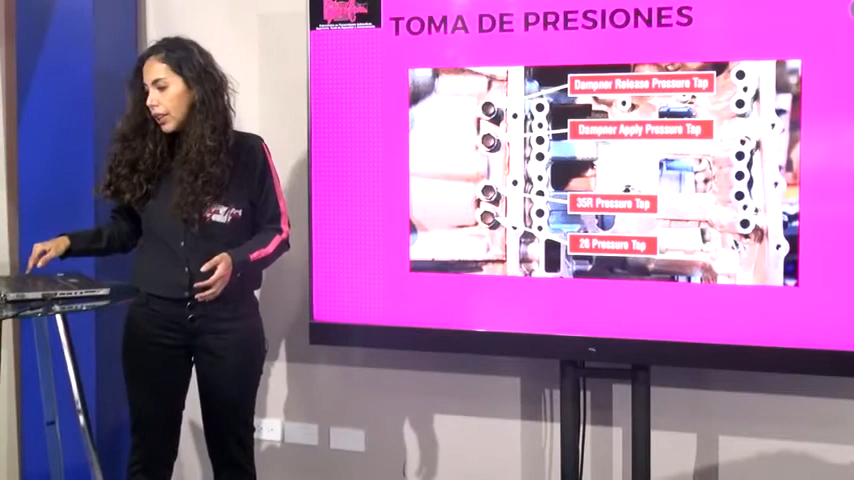 TOMA DE PRESIONES
Dampner Release Pressure Tap
Dampner Apply Pressure Tap
35R Pressure Tap
26 Pressure Tap